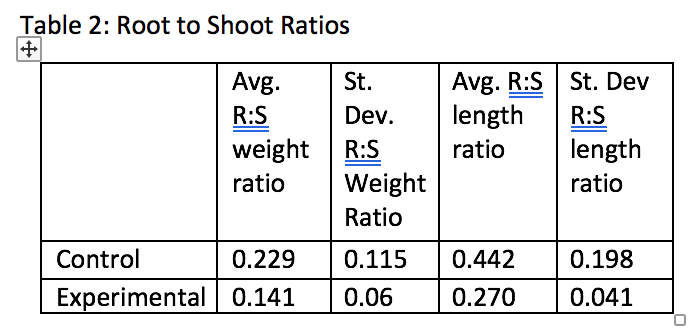 Table 2: Root to Shoot Ratios
Avg. R:S weight ratio
St. Dev. R:S Weight Ratio
Avg. R:S length ratio
St. Dev R:S length ratio
Control 0.229 0.115 0.442 0.198
Experimental 0.141 0.06 0.270 0.041